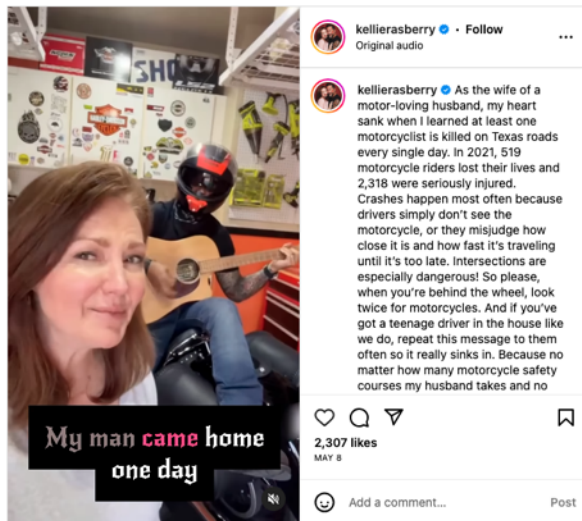 kellierasberry • Follow
Original audio
kellierasberry As the wife of a
motor-loving husband, my heart
sank when I learned at least one
motorcyclist is killed on Texas roads
every single day. In 2021, 519
motorcycle riders lost their lives and
2,318 were seriously injured.
Crashes happen most often because
drivers simply don't see the
motorcycle, or they misjudge how
close it is and how fast it's traveling
until it's too late. Intersections are
especially dangerous! So please,
when you're behind the wheel, look
twice for motorcycles. And if you've
got a teenage driver in the house like
we do, repeat this message to them
often so it really sinks in. Because no
matter how many motorcycle safety
courses my husband takes and no
SHO
HARLEY-DAVIDSON
My man came home
one day
2,307 likes
MAY 8
Add a comment...
Post